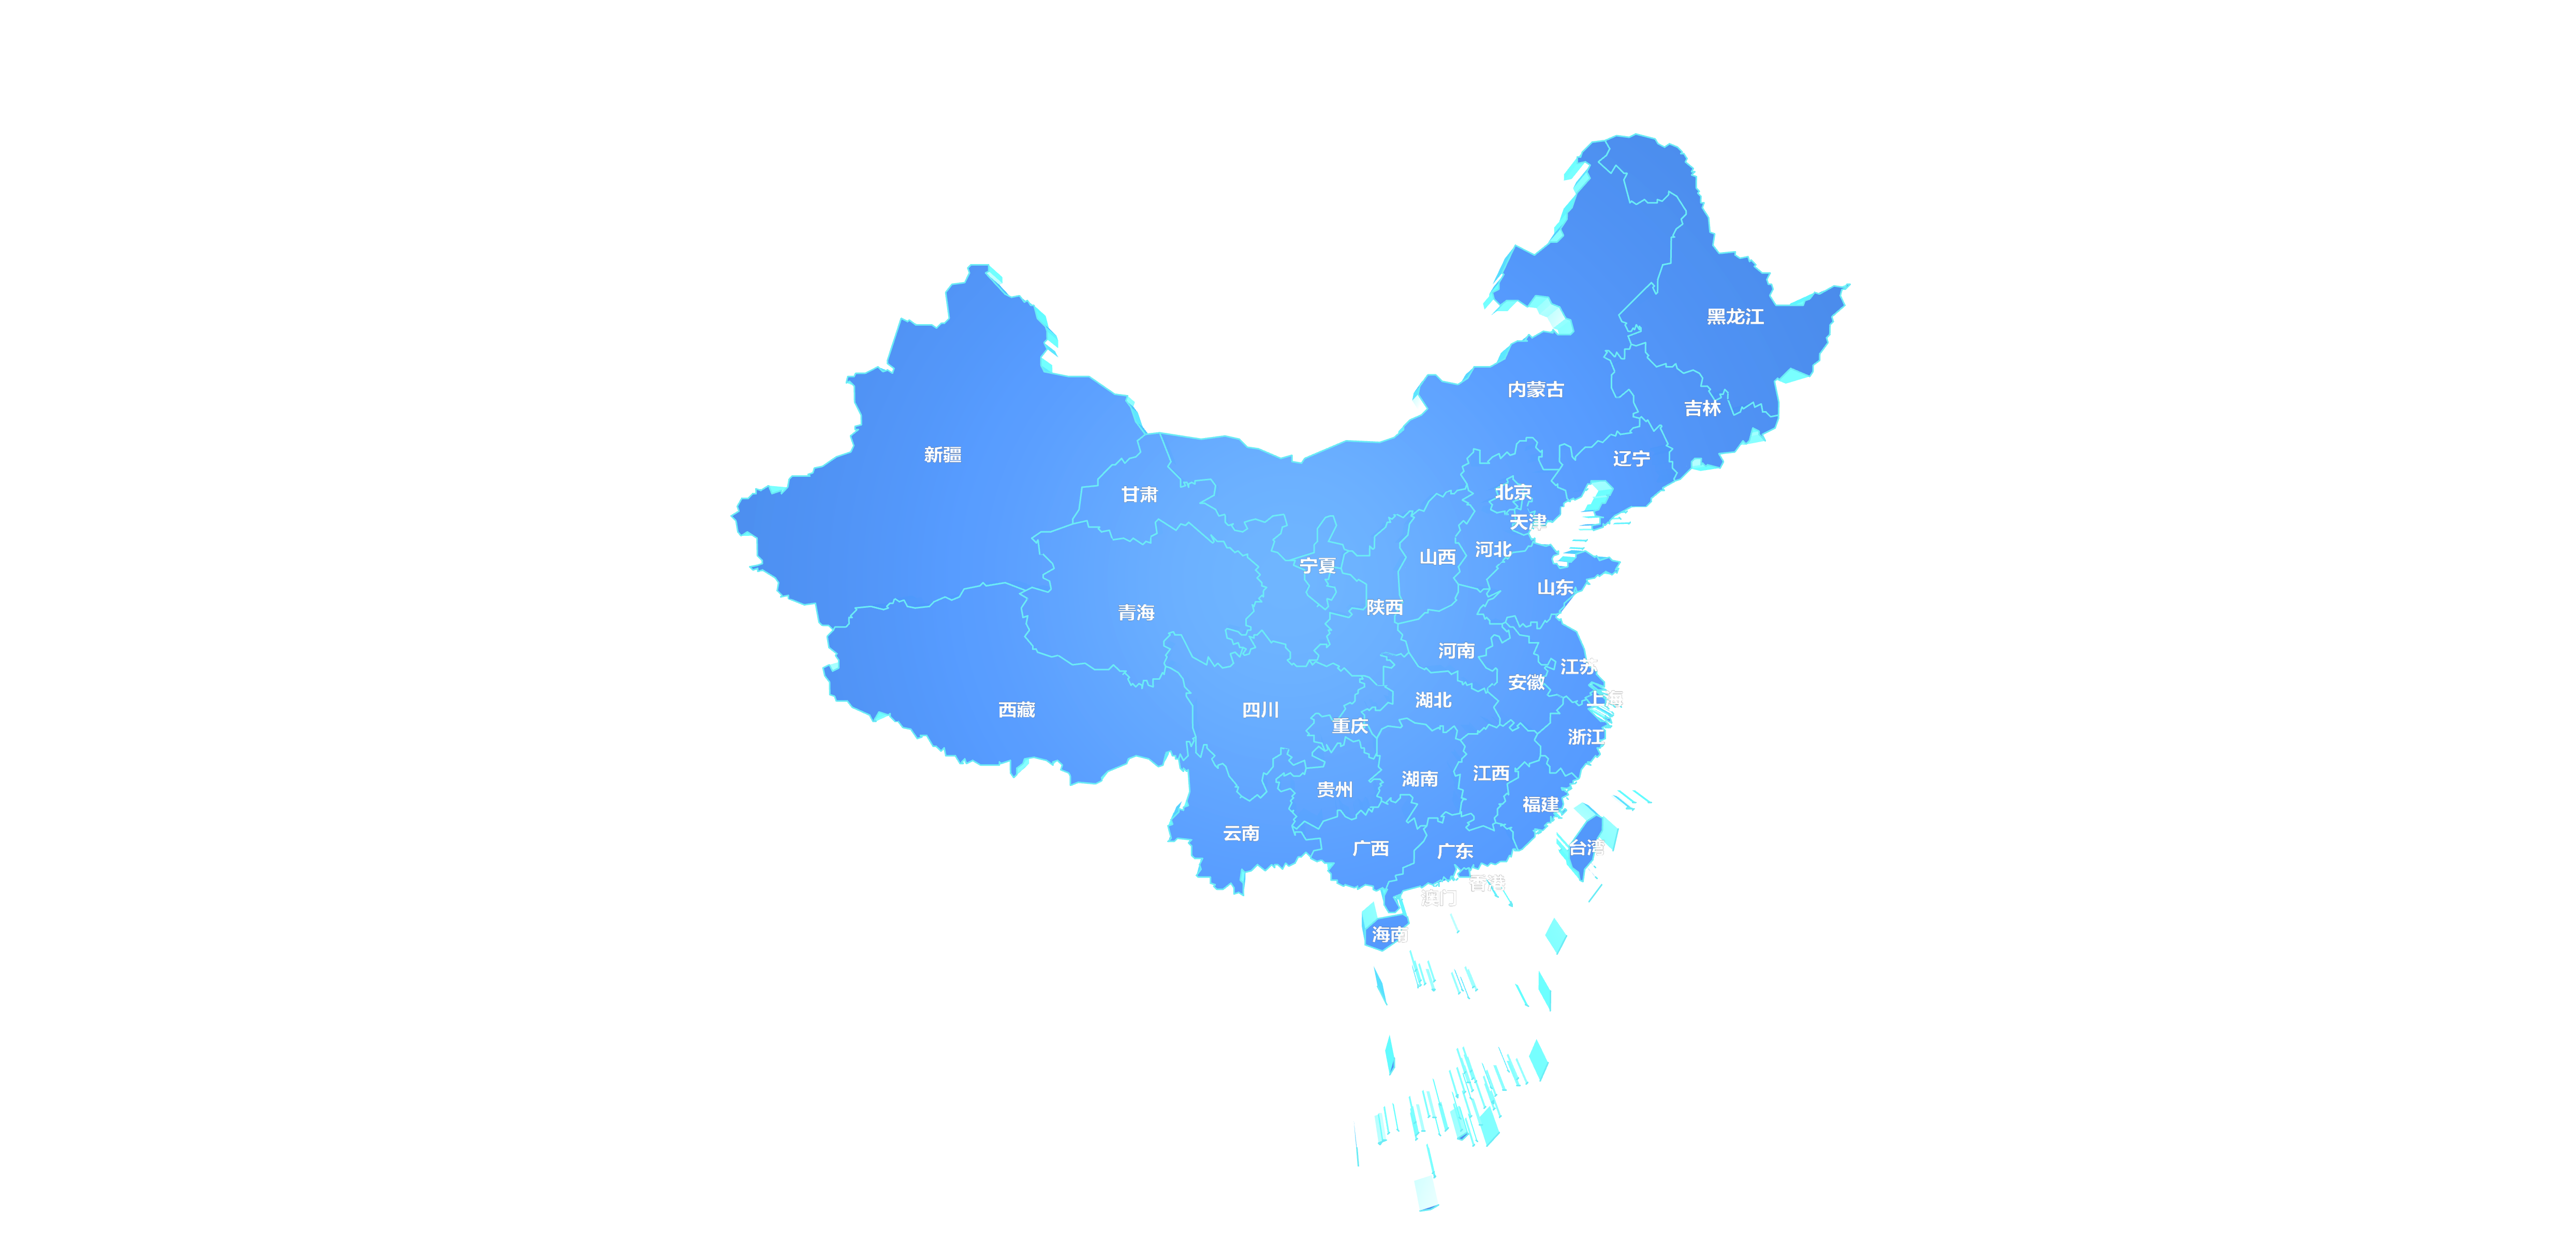 黑龙江
内蒙古
吉林
新疆
辽宁
北京
甘肃
天津
河北
山西
宁夏
山东
陕西
青海
河南
江苏
安徽
上海
湖北
西藏
四川
重庆
浙江
江西
湖南
贵州
福建
云南
台湾
广西
广东
香港
澳门
海南